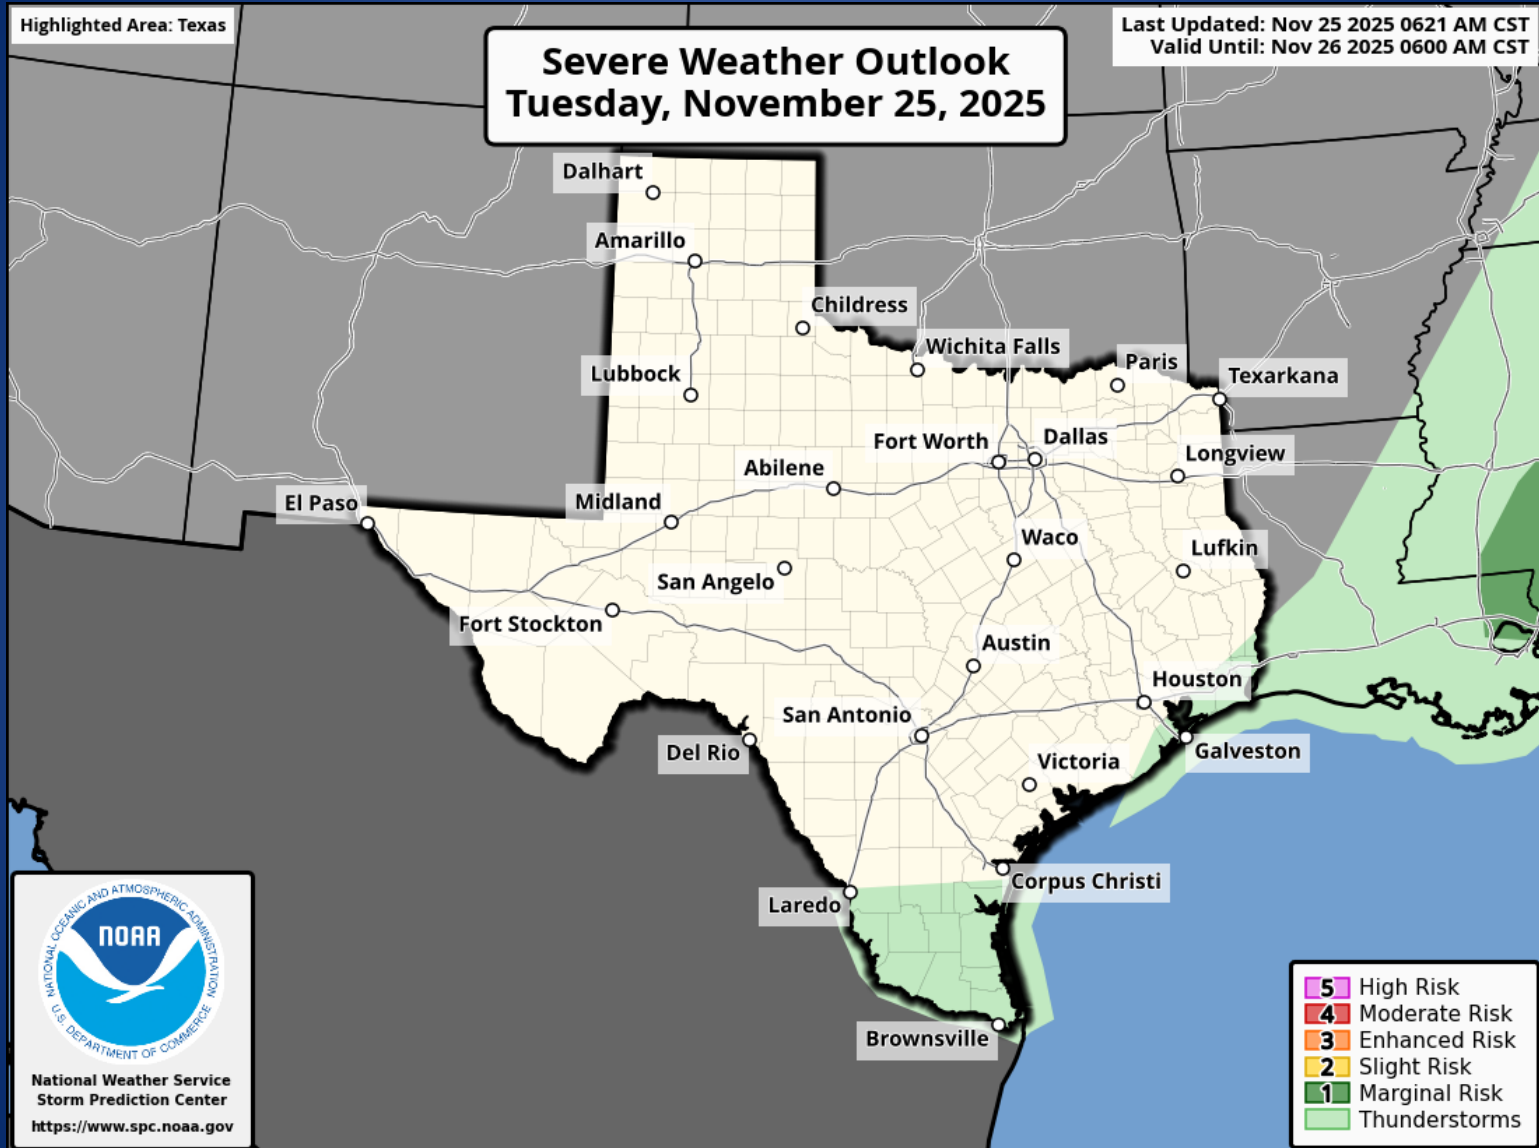 Highlighted Area: Texas
Severe Weather Outlook
Tuesday, November 25, 2025
Last Updated: Nov 25 2025 0621 AM CST
Valid Until: Nov 26 2025 0600 AM CST
Dalhart
Amarillo
Childress
Wichita Falls
Paris
Texarkana
Lubbock
Fort Worth
Dallas
Longview
Abilene
Midland
El Paso
Waco
Lufkin
San Angelo
Fort Stockton
Austin
Houston
San Antonio
Del Rio
Galveston
Victoria
Corpus Christi
Laredo
Brownsville
NATIONAL OCEANIC AND ATMOSPHERIC ADMINISTRATION
NOAA
U.S. DEPARTMENT OF COMMERCE
National Weather Service
Storm Prediction Center
https://www.spc.noaa.gov
5 High Risk
4 Moderate Risk
3 Enhanced Risk
2 Slight Risk
1 Marginal Risk
Thunderstorms